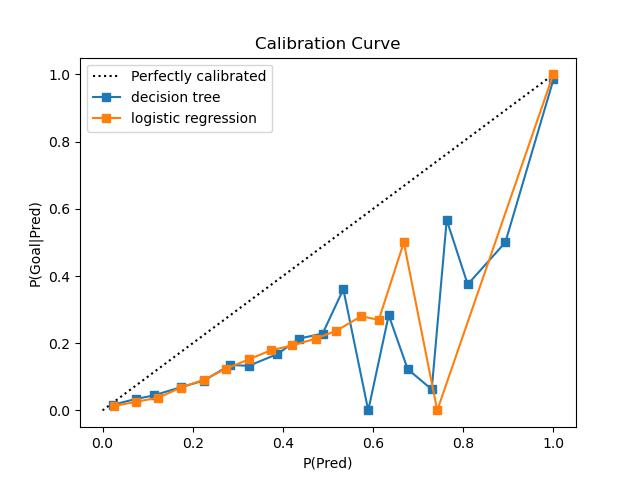 Calibration Curve
Perfectly calibrated
decision tree
logistic regression
P(Goal|Pred)
1.0
0.8
0.6
0.4
0.2
0.0
0.0
0.2
0.4
0.6
0.8
1.0
P(Pred)